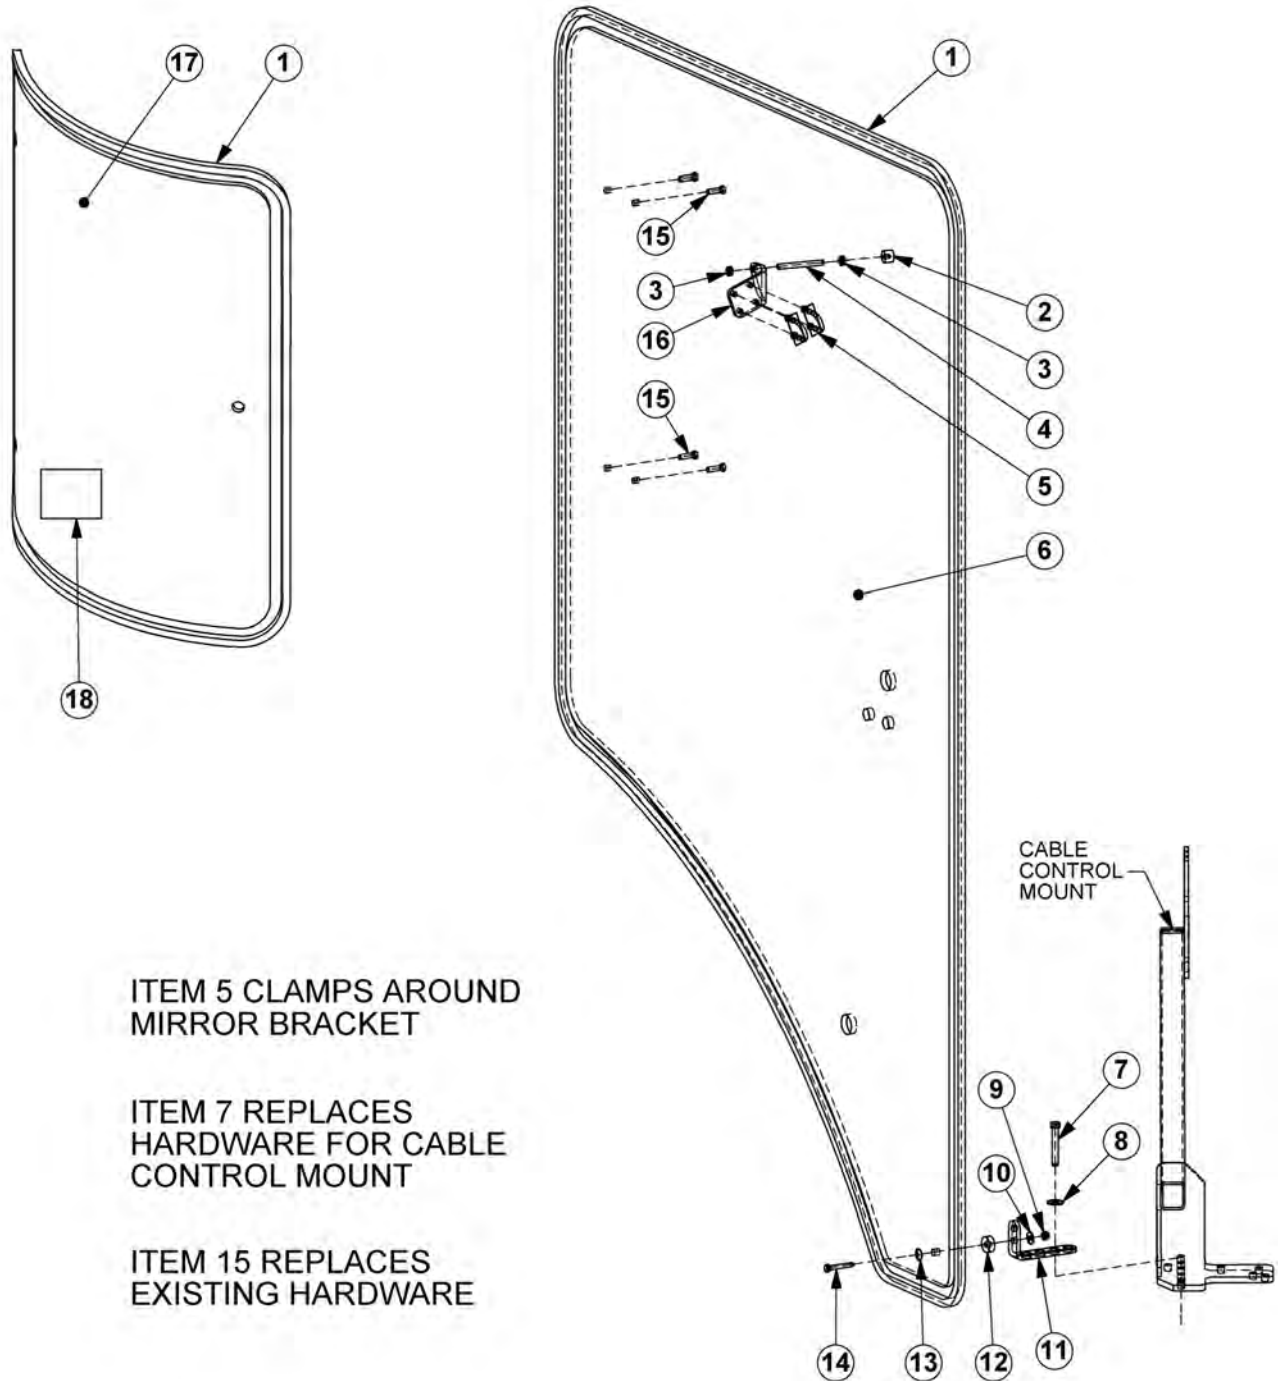 17
1
1
15
3
2
16
3
15
4
5
6
18
CABLE
CONTROL
MOUNT
ITEM 5 CLAMPS AROUND
MIRROR BRACKET
ITEM 7 REPLACES
HARDWARE FOR CABLE
CONTROL MOUNT
ITEM 15 REPLACES
EXISTING HARDWARE
7
9
8
10
14
13
12
11